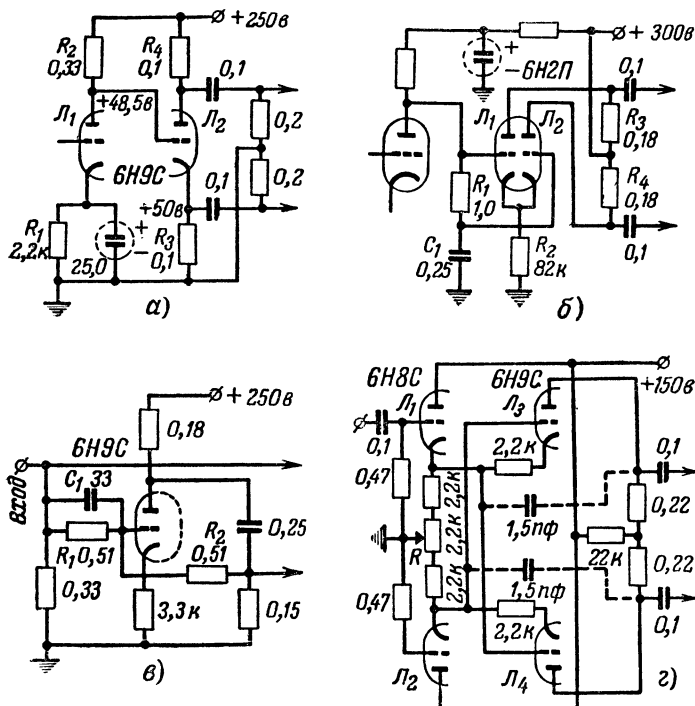 + 250в
R₂
0,33
R₄
0,1
0,1
+48,5в
Л₁
Л₂
0,2
6Н9С
0,1
0,2
÷50в
R₁
2,2к
+
−
25,0
R₃
0,1
а)
+ 300в
+
− 6Н2П
0,1
Л₁
Л₂
R₃
0,18
R₁
1,0
R₄
0,18
C₁
0,25
R₂
82к
0,1
б)
+ 250в
0,18
6Н9С
Вход
C₁ 33
R₁ 0,51
R₂
0,51
0,25
0,33
3,3к
0,15
в)
6Н8С
6Н9С
+150в
Л₁
Л₃
0,1
2,2к
0,1
0,47
2,2к
1,5пф
0,22
R
2,2к
22к
0,47
2,2к
1,5пф
0,22
2,2к
0,1
Л₂
Л₄
г)